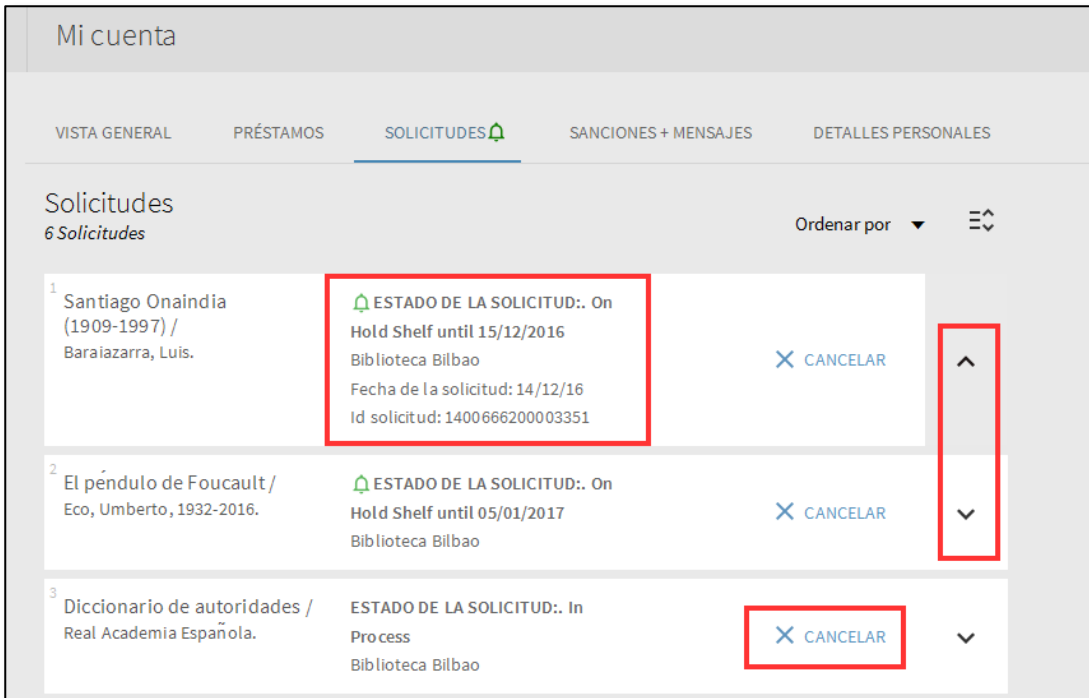 Mi cuenta
VISTA GENERAL PRÉSTAMOS SOLICITUDES SANCIONES + MENSAJES DETALLES PERSONALES
Solicitudes
6 Solicitudes
Ordenar por
1
Santiago Onaindia
(1909-1997) /
Baraiazarra, Luis.
ESTADO DE LA SOLICITUD:. On
Hold Shelf until 15/12/2016
Biblioteca Bilbao
Fecha de la solicitud: 14/12/16
Id solicitud: 1400666200003351
CANCELAR
2
El péndulo de Foucault /
Eco, Umberto, 1932-2016.
ESTADO DE LA SOLICITUD:. On
Hold Shelf until 05/01/2017
Biblioteca Bilbao
CANCELAR
3
Diccionario de autoridades /
Real Academia Española.
ESTADO DE LA SOLICITUD:. In
Process
Biblioteca Bilbao
CANCELAR